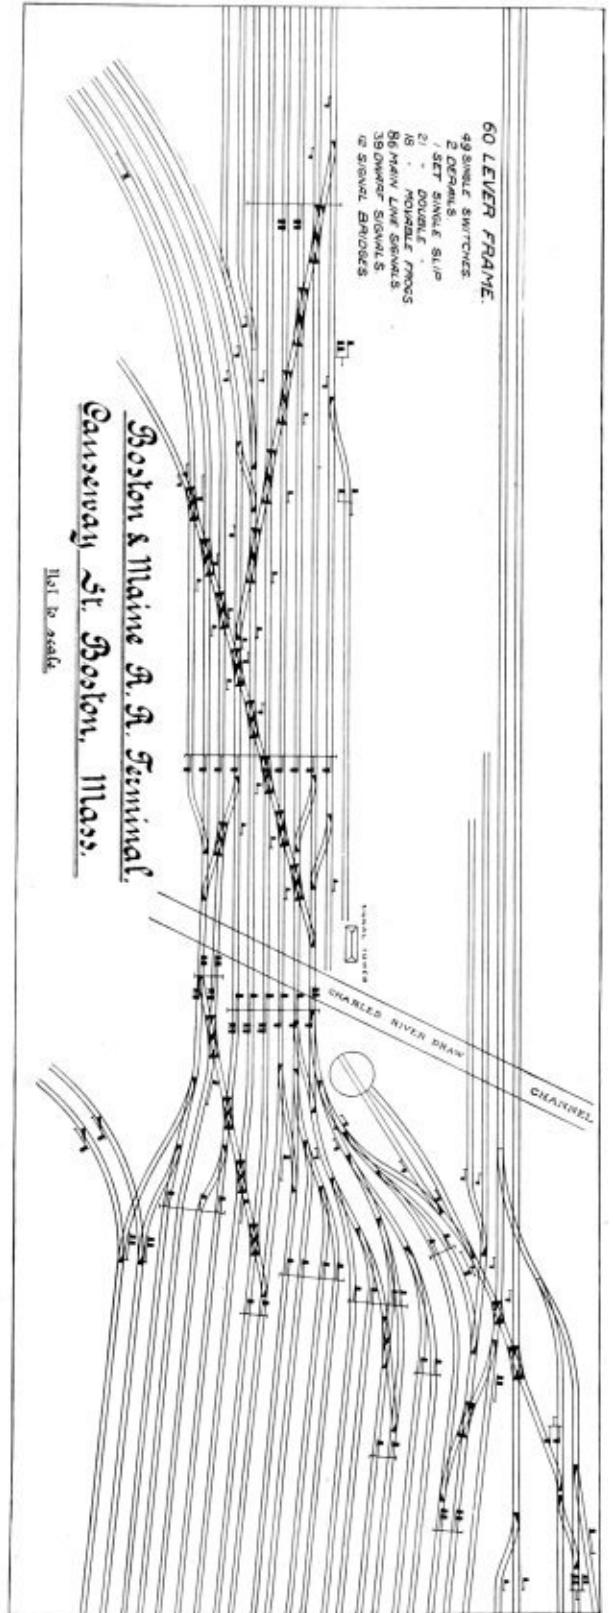 60 LEVER FRAME.
49 SINGLE SWITCHES.
2 DERAILS.
1 SET SINGLE SLIP
21 " DOUBLE "
18 " MOVABLE FROGS
86 MAIN LINE SIGNALS.
39 DWARF SIGNALS.
12 SIGNAL BRIDGES.
Boston & Maine R. R. Terminal.
Causeway St. Boston, Mass.
Not to scale.
SIGNAL TOWER
CHARLES RIVER DRAW
CHANNEL